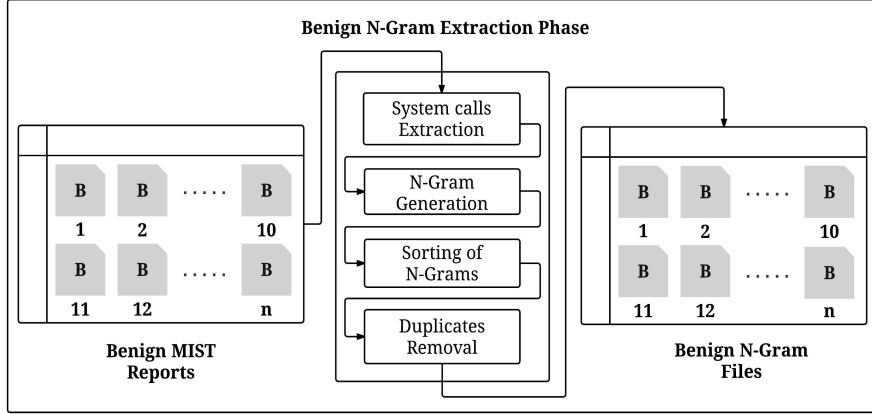 Benign N-Gram Extraction Phase
B B ..... B
1 2 10
B B ..... B
11 12 n
Benign MIST
Reports
System calls
Extraction
N-Gram
Generation
Sorting of
N-Grams
Duplicates
Removal
B B ..... B
1 2 10
B B ..... B
11 12 n
Benign N-Gram
Files